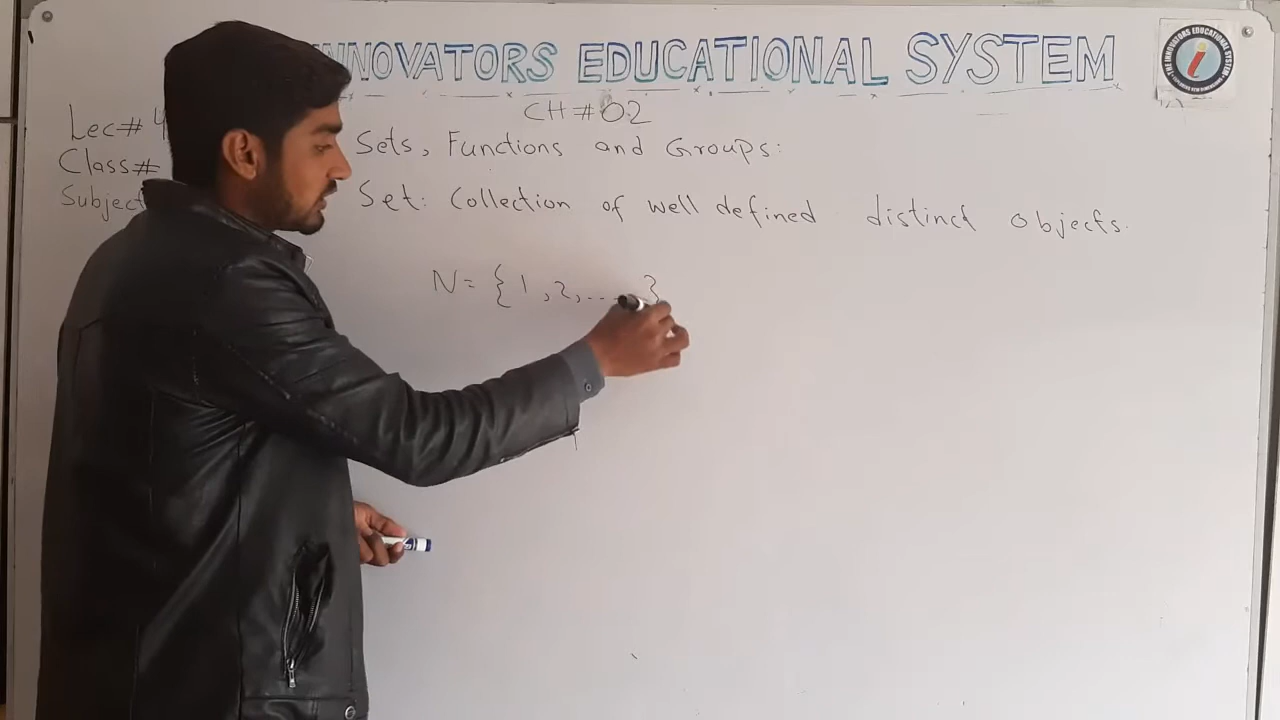 INNOVATORS EDUCATIONAL SYSTEM
CH # 02
Lec# 4
Class#
Subject
Sets, Functions and Groups:
Set: Collection of well defined distinct objects.
N = {1, 2, .... }